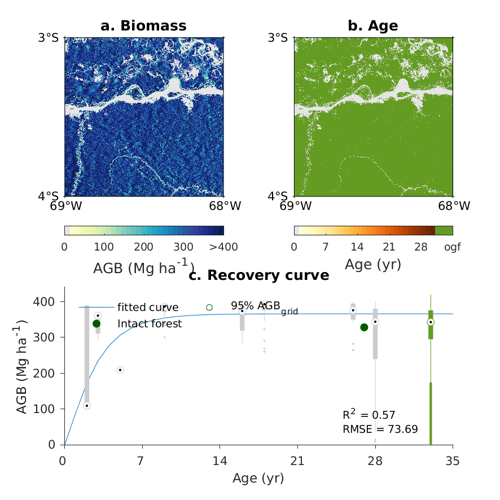 a. Biomass
b. Age
3°S
3°S
4°S
4°S
69°W
68°W
69°W
68°W
0 100 200 300 >400
0 7 14 21 28 ogf
AGB (Mg ha-1)
Age (yr)
c. Recovery curve
AGB (Mg ha-1)
400
300
200
100
0
fitted curve
95% AGBgrid
Intact forest
R2 = 0.57
RMSE = 73.69
0 7 14 21 28 35
Age (yr)